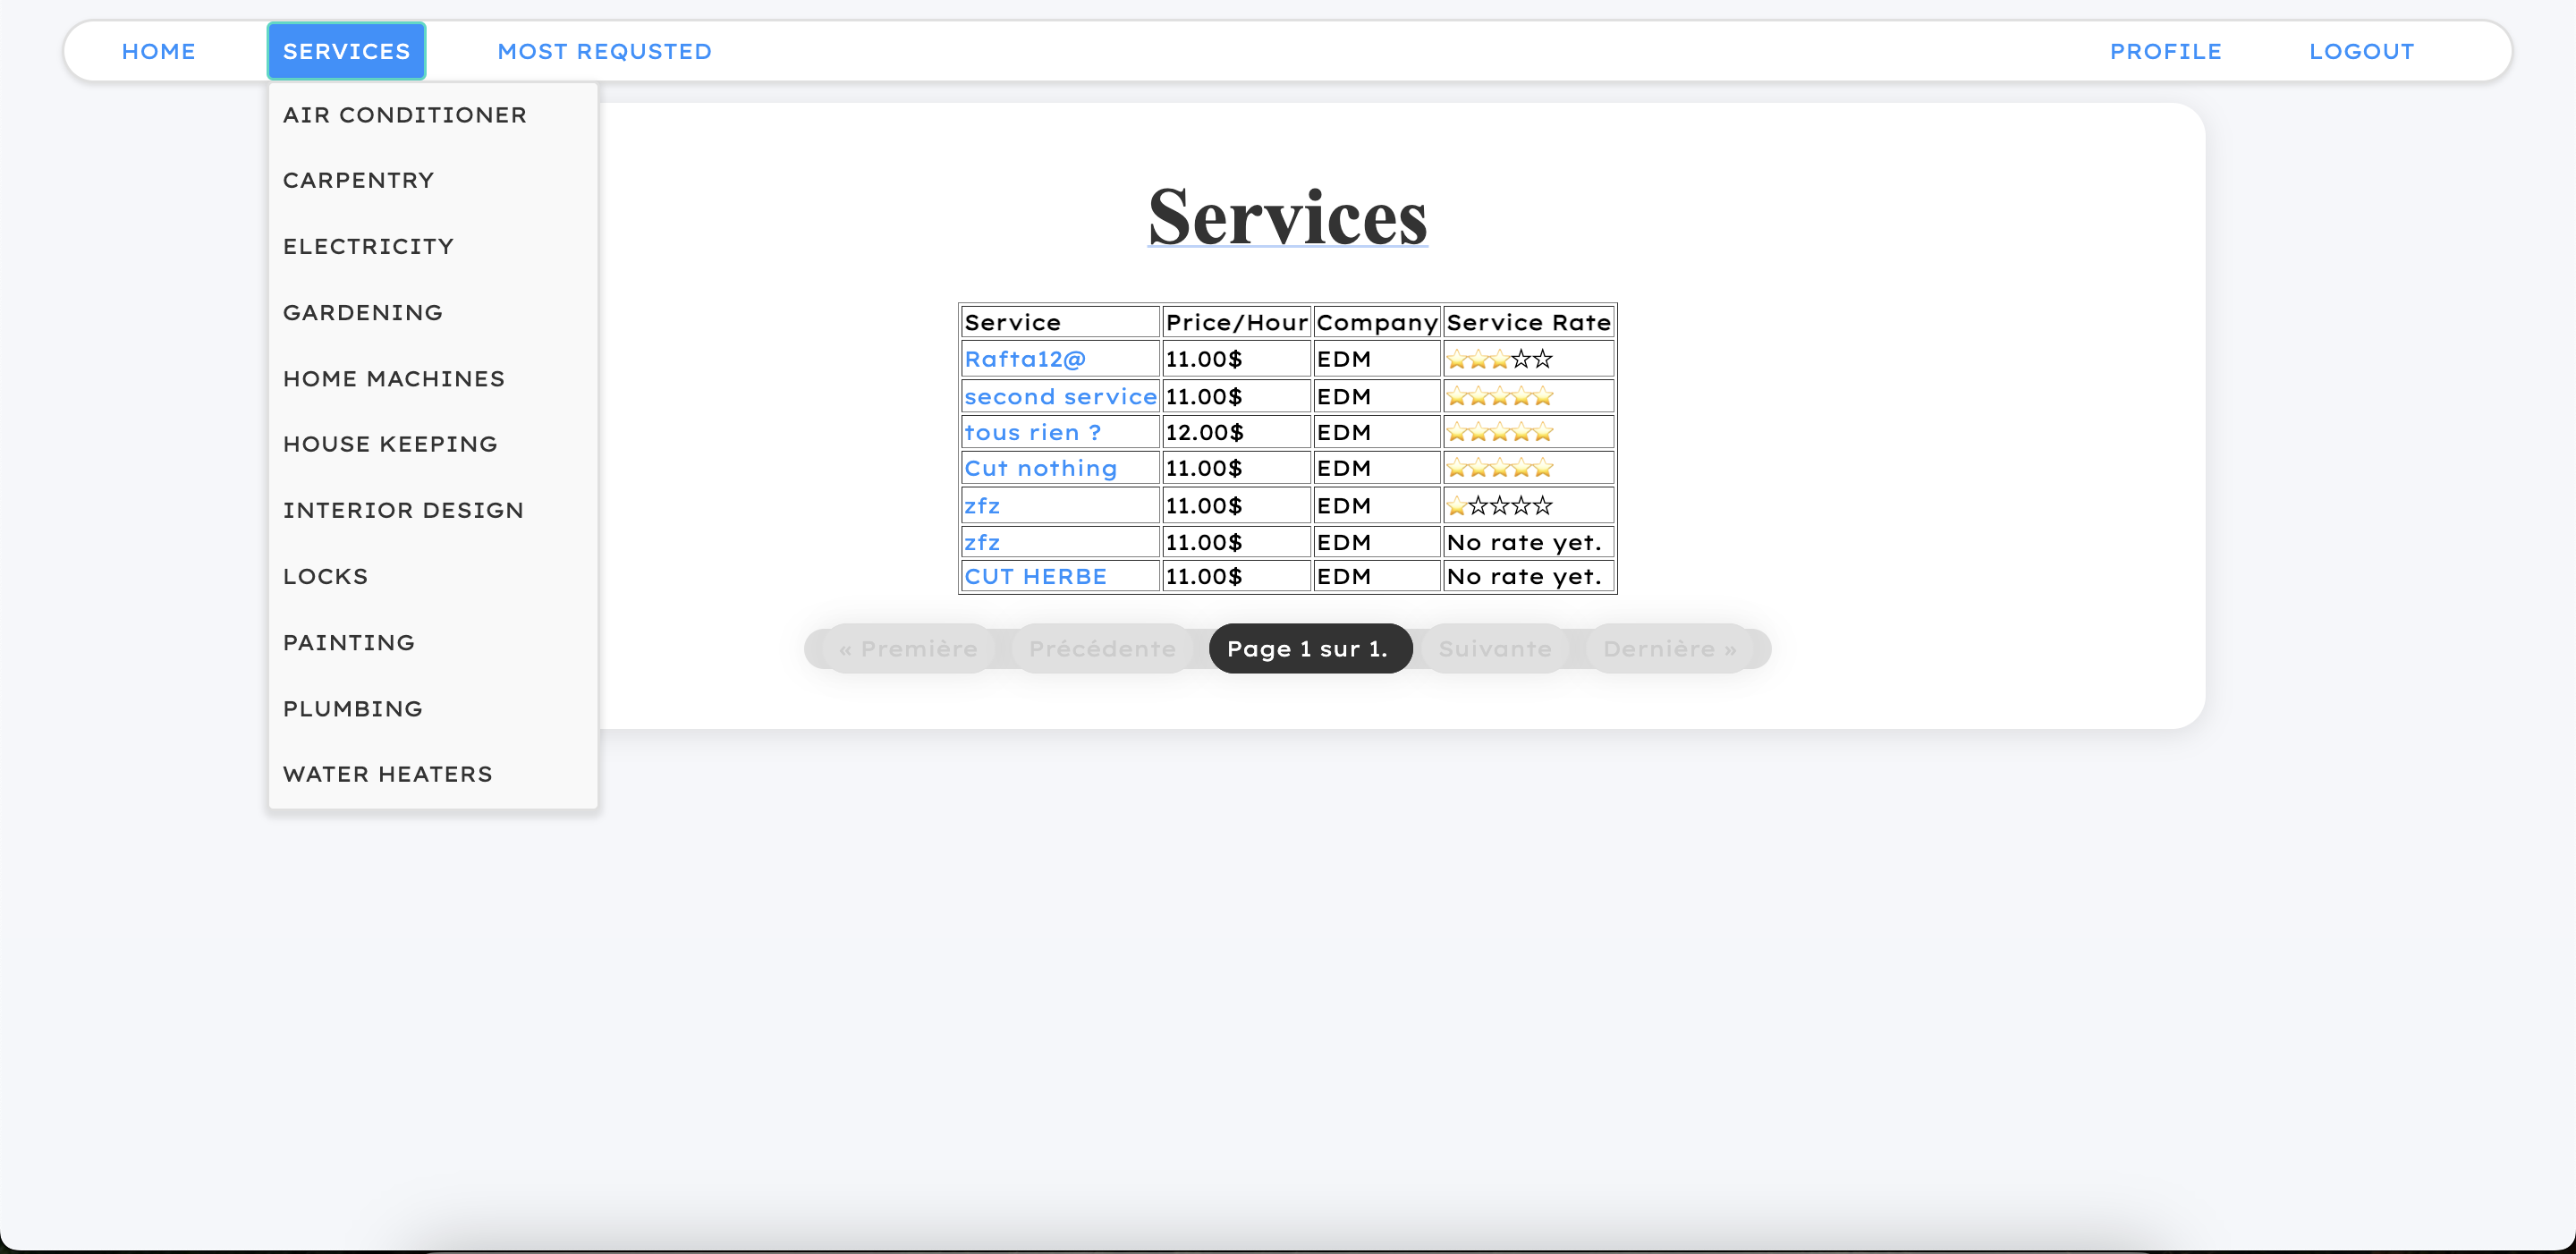 HOME SERVICES MOST REQUSTED PROFILE LOGOUT
AIR CONDITIONER
CARPENTRY
ELECTRICITY
GARDENING
HOME MACHINES
HOUSE KEEPING
INTERIOR DESIGN
LOCKS
PAINTING
PLUMBING
WATER HEATERS
Services
Service Price/Hour Company Service Rate
Rafta12@ 11.00$ EDM ⭐⭐⭐☆☆
second service 11.00$ EDM ⭐⭐⭐⭐⭐
tous rien ? 12.00$ EDM ⭐⭐⭐⭐⭐
Cut nothing 11.00$ EDM ⭐⭐⭐⭐⭐
zfz 11.00$ EDM ⭐☆☆☆☆
zfz 11.00$ EDM No rate yet.
CUT HERBE 11.00$ EDM No rate yet.
« Première Précédente Page 1 sur 1. Suivante Dernière »